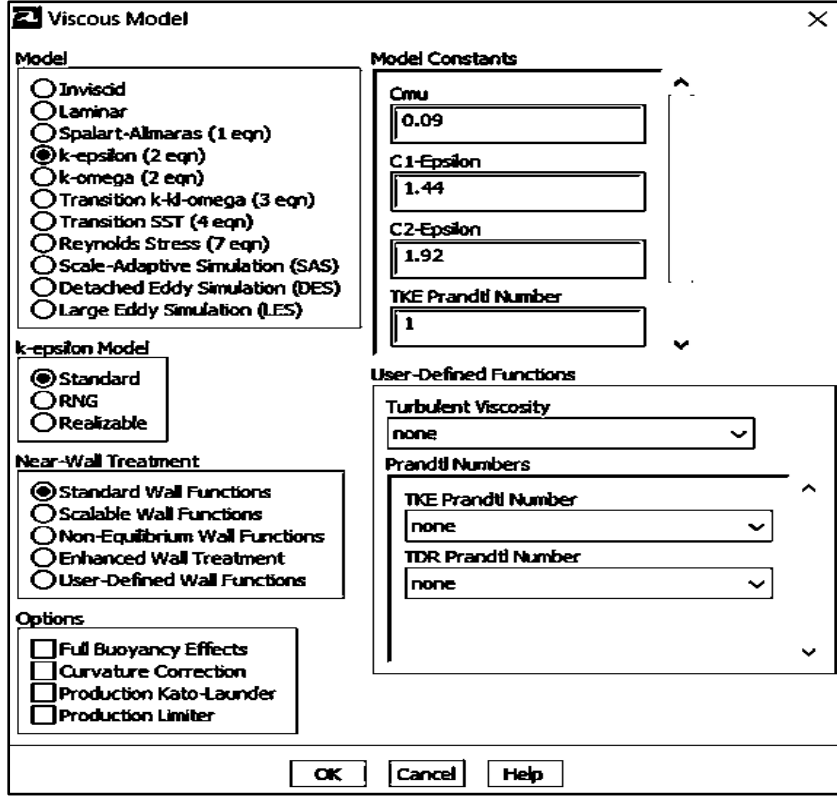 Viscous Model
Model
Inviscid
Laminar
Spalart-Allmaras (1 eqn)
k-epsilon (2 eqn)
k-omega (2 eqn)
Transition k-kl-omega (3 eqn)
Transition SST (4 eqn)
Reynolds Stress (7 eqn)
Scale-Adaptive Simulation (SAS)
Detached Eddy Simulation (DES)
Large Eddy Simulation (LES)
k-epsilon Model
Standard
RNG
Realizable
Near-Wall Treatment
Standard Wall Functions
Scalable Wall Functions
Non-Equilibrium Wall Functions
Enhanced Wall Treatment
User-Defined Wall Functions
Options
Full Buoyancy Effects
Curvature Correction
Production Kato-Launder
Production Limiter
Model Constants
Cmu
0.09
C1-Epsilon
1.44
C2-Epsilon
1.92
TKE Prandtl Number
1
User-Defined Functions
Turbulent Viscosity
none
Prandtl Numbers
TKE Prandtl Number
none
TDR Prandtl Number
none
OK Cancel Help